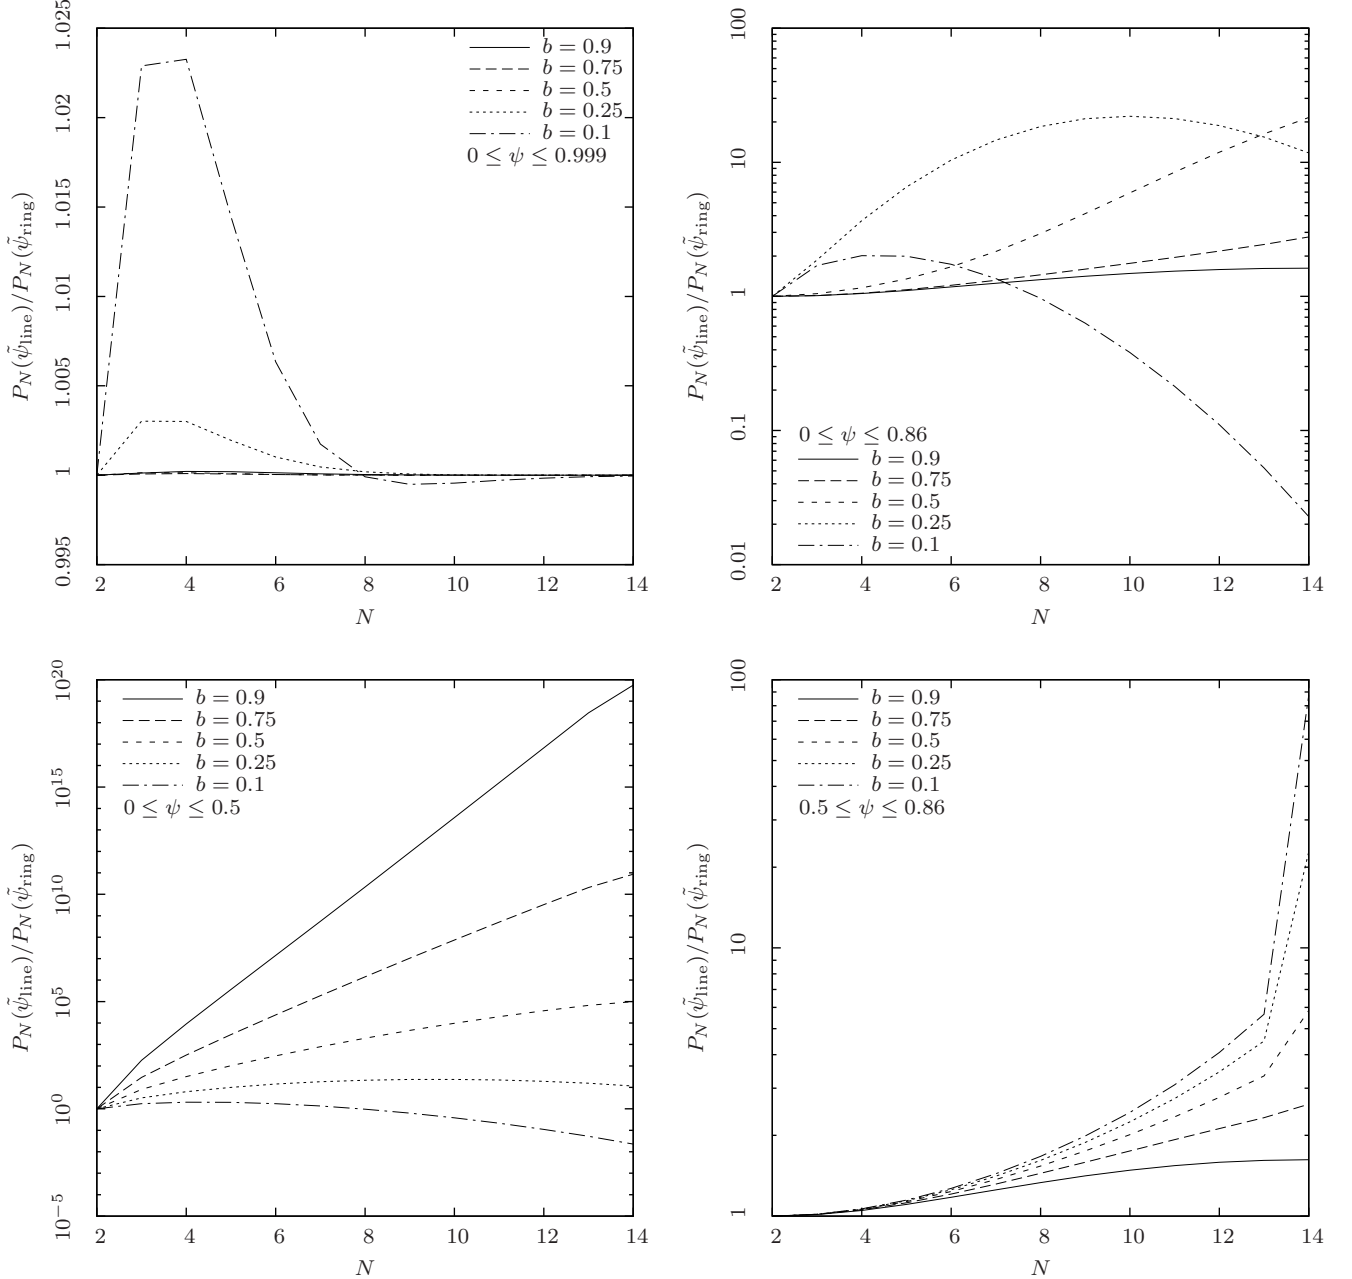 1.025
1.02
1.015
1.01
1.005
1
0.995
2
4
6
8
10
12
14
N
P_N(ψ̃_line)/P_N(ψ̃_ring)
b = 0.9
b = 0.75
b = 0.5
b = 0.25
b = 0.1
0 ≤ ψ ≤ 0.999
100
10
1
0.1
0.01
2
4
6
8
10
12
14
N
P_N(ψ̃_line)/P_N(ψ̃_ring)
0 ≤ ψ ≤ 0.86
b = 0.9
b = 0.75
b = 0.5
b = 0.25
b = 0.1
10^20
10^15
10^10
10^5
10^0
10^−5
2
4
6
8
10
12
14
N
P_N(ψ̃_line)/P_N(ψ̃_ring)
b = 0.9
b = 0.75
b = 0.5
b = 0.25
b = 0.1
0 ≤ ψ ≤ 0.5
100
10
1
2
4
6
8
10
12
14
N
P_N(ψ̃_line)/P_N(ψ̃_ring)
b = 0.9
b = 0.75
b = 0.5
b = 0.25
b = 0.1
0.5 ≤ ψ ≤ 0.86